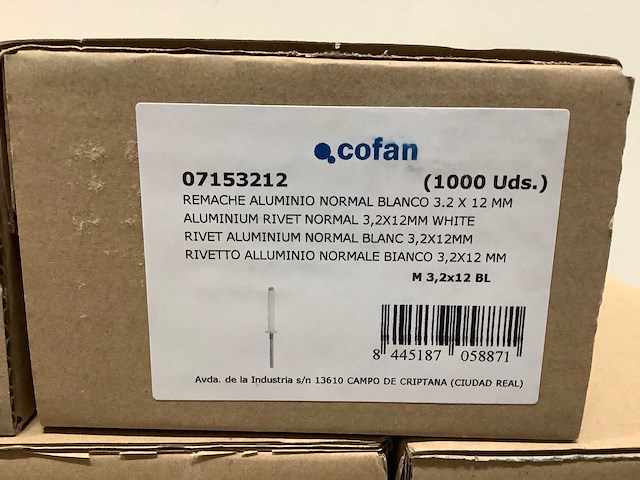 cofan
07153212 (1000 Uds.)
REMACHE ALUMINIO NORMAL BLANCO 3.2 X 12 MM
ALUMINIUM RIVET NORMAL 3,2X12MM WHITE
RIVET ALUMINIUM NORMAL BLANC 3,2X12MM
RIVETTO ALLUMINIO NORMALE BIANCO 3,2X12 MM
M 3,2x12 BL
8 445187 058871
Avda. de la Industria s/n 13610 CAMPO DE CRIPTANA (CIUDAD REAL)